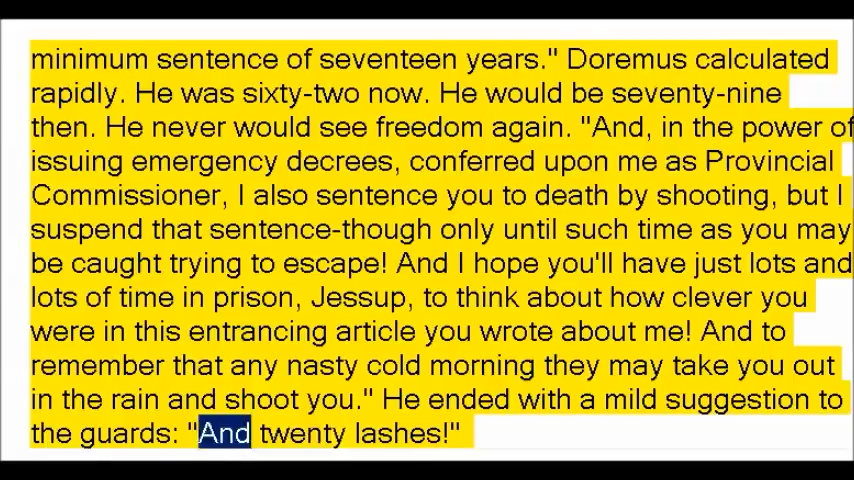 minimum sentence of seventeen years." Doremus calculated
rapidly. He was sixty-two now. He would be seventy-nine
then. He never would see freedom again. "And, in the power of
issuing emergency decrees, conferred upon me as Provincial
Commissioner, I also sentence you to death by shooting, but I
suspend that sentence-though only until such time as you may
be caught trying to escape! And I hope you'll have just lots and
lots of time in prison, Jessup, to think about how clever you
were in this entrancing article you wrote about me! And to
remember that any nasty cold morning they may take you out
in the rain and shoot you." He ended with a mild suggestion to
the guards: "And twenty lashes!"